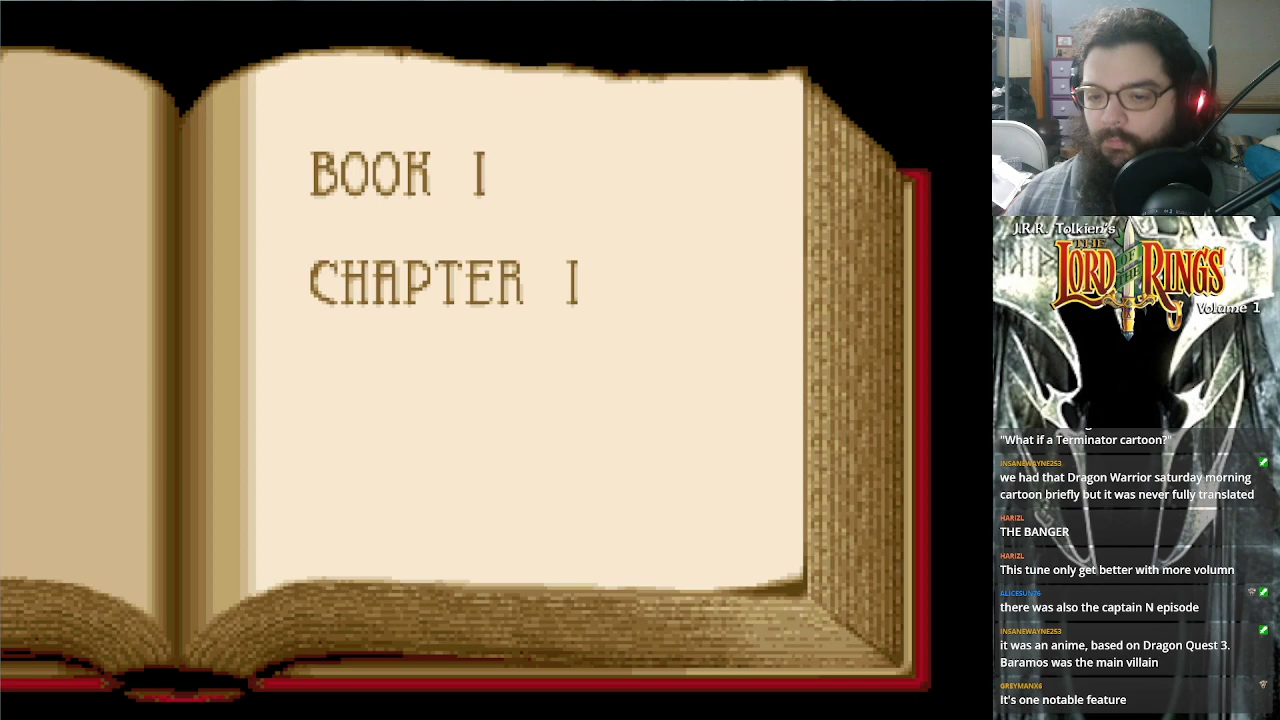 BOOK I
CHAPTER I
J.R.R. Tolkien's
THE
LORD OF THE RINGS
Volume 1
"What if a Terminator cartoon?"
INSANEWAYNE253
we had that Dragon Warrior saturday morning
cartoon briefly but it was never fully translated
HARIZL
THE BANGER
HARIZL
This tune only get better with more volumn
ALICESUN76
there was also the captain N episode
INSANEWAYNE253
it was an anime, based on Dragon Quest 3.
Baramos was the main villain
GREYMANX6
It's one notable feature